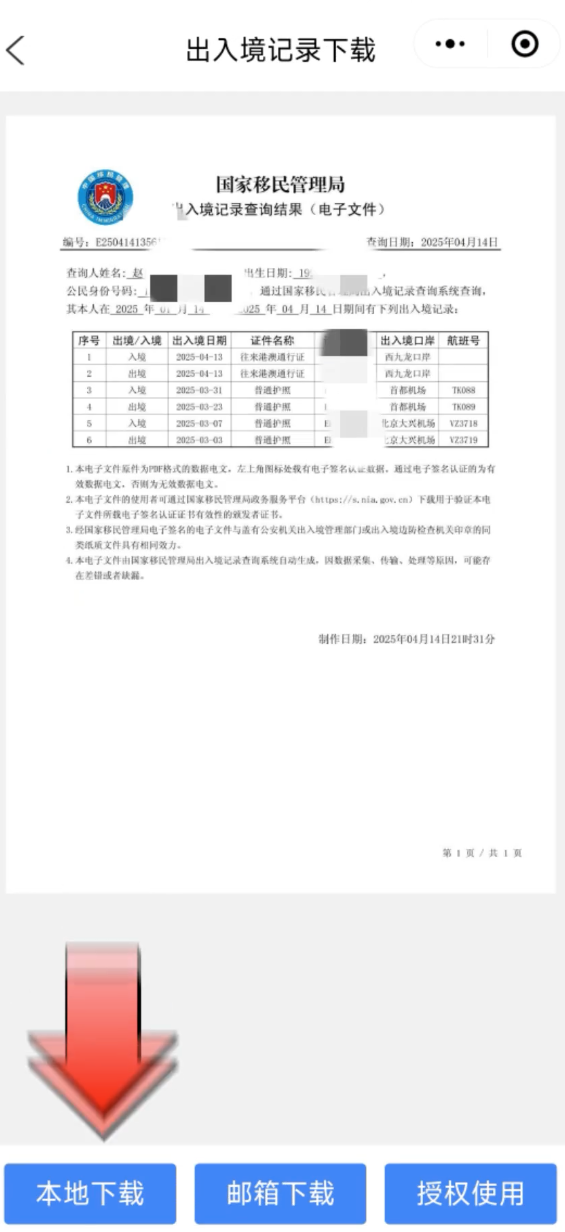 出入境记录下载
国家移民管理局
出入境记录查询结果（电子文件）
编号：E2504141356 查询日期：2025年04月14日
查询人姓名：赵 出生日期：19
公民身份号码： ，通过国家移民管理局出入境记录查询系统查询，
其本人在 2025 年 01 月 14 2025 年 04 月 14 日期间有下列出入境记录：
序号 出境/入境 出入境日期 证件名称 出入境口岸 航班号
1 入境 2025-04-13 往来港澳通行证 西九龙口岸
2 出境 2025-04-13 往来港澳通行证 西九龙口岸
3 入境 2025-03-31 普通护照 首都机场 TK088
4 出境 2025-03-23 普通护照 首都机场 TK089
5 入境 2025-03-07 普通护照 E 北京大兴机场 VZ3718
6 出境 2025-03-03 普通护照 E 北京大兴机场 VZ3719
1.本电子文件原件为PDF格式的数据电文，左上角图标处载有电子签名认证数据。通过电子签名认证的为有
效数据电文，否则为无效数据电文。
2.本电子文件的使用者可通过国家移民管理局政务服务平台（https://s.nia.gov.cn）下载用于验证本电
子文件所载电子签名认证证书有效性的颁发者证书。
3.经国家移民管理局电子签名的电子文件与盖有公安机关出入境管理部门或出入境边防检查机关印章的同
类纸项文件具有相同效力。
4.本电子文件由国家移民管理局出入境记录查询系统自动生成，因数据采集、传输、处理等原因，可能存
在差错或者缺漏。
制作日期：2025年04月14日21时31分
第 1 页 / 共 1 页
本地下载 邮箱下载 授权使用